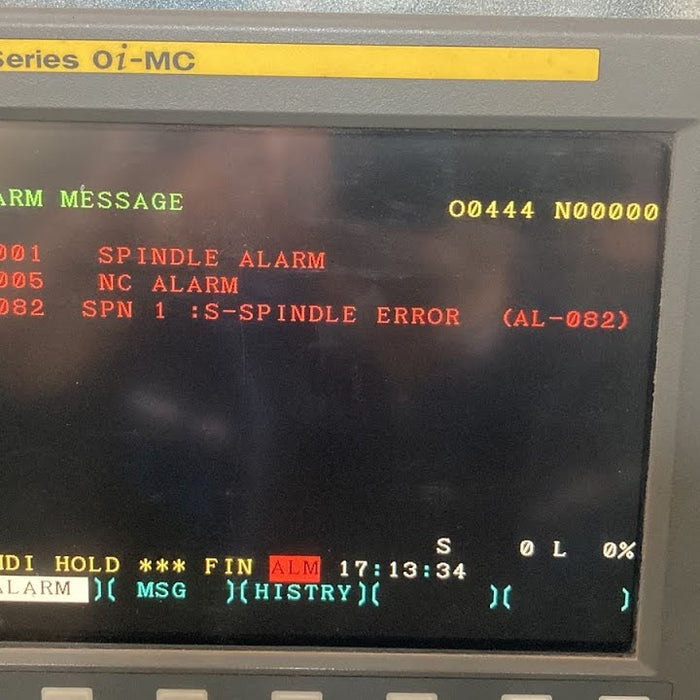 Series 0i-MC
ARM MESSAGE
O0444 N00000
001 SPINDLE ALARM
005 NC ALARM
082 SPN 1 :S-SPINDLE ERROR (AL-082)
S 0 L 0%
MDI HOLD *** FIN ALM 17:13:34
ALARM )( MSG )(HISTRY)( )( )